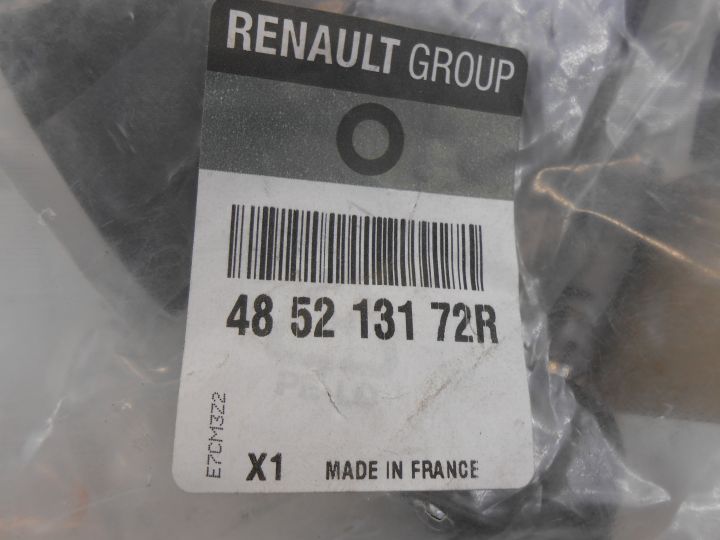 RENAULT GROUP
48 52 131 72R
E7CM3Z2
X1 MADE IN FRANCE